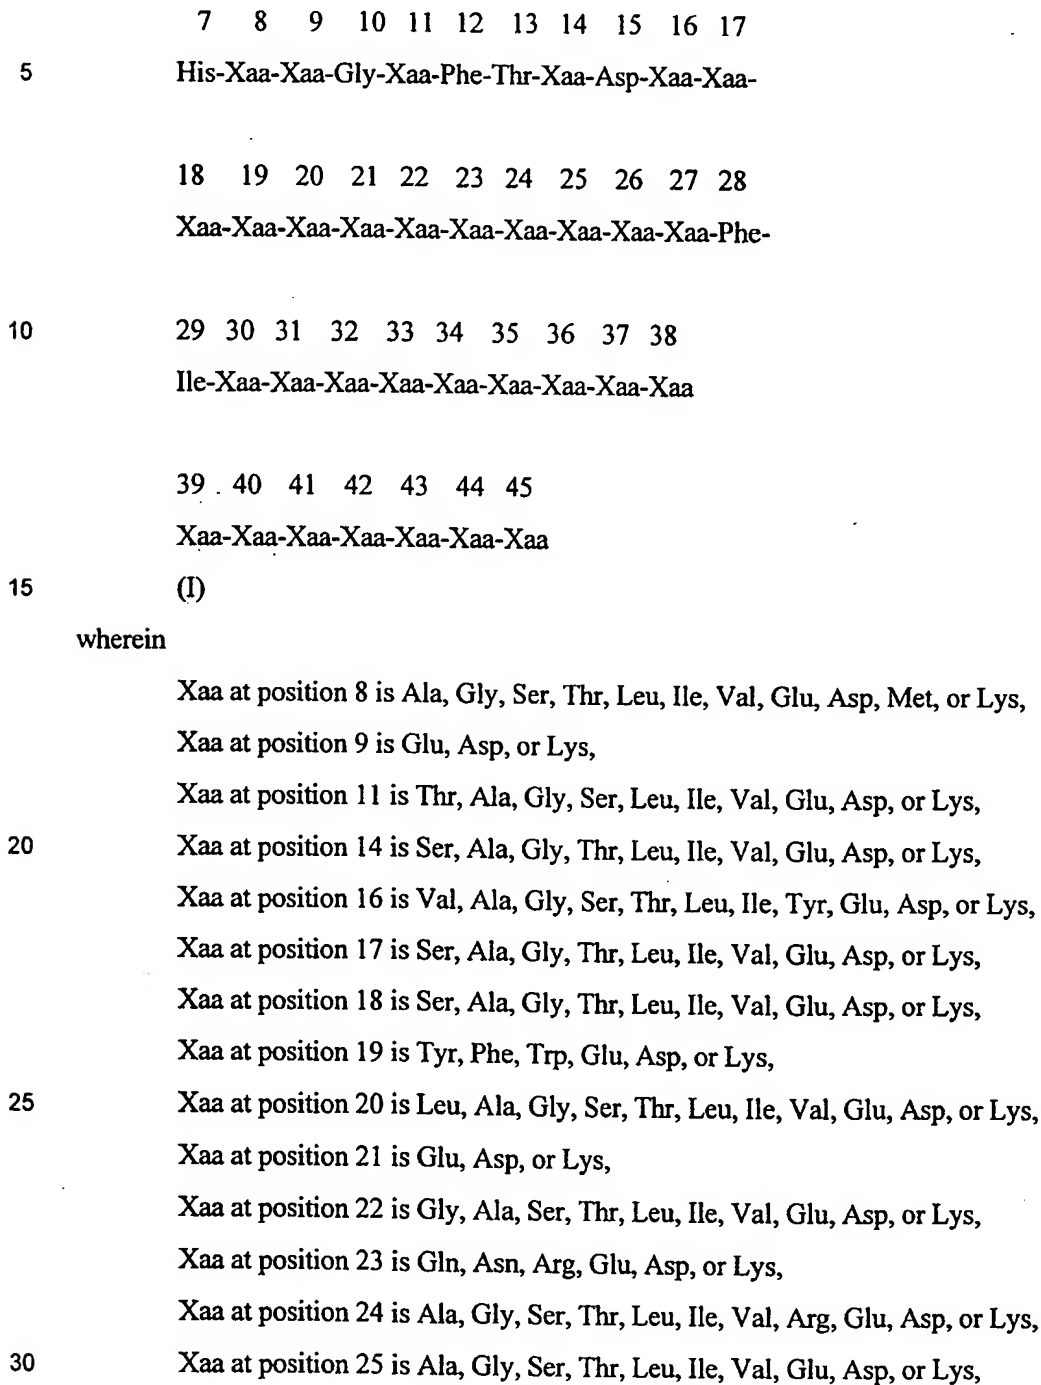 7 8 9 10 11 12 13 14 15 16 17
5 His-Xaa-Xaa-Gly-Xaa-Phe-Thr-Xaa-Asp-Xaa-Xaa-
18 19 20 21 22 23 24 25 26 27 28
Xaa-Xaa-Xaa-Xaa-Xaa-Xaa-Xaa-Xaa-Xaa-Xaa-Phe-
10 29 30 31 32 33 34 35 36 37 38
Ile-Xaa-Xaa-Xaa-Xaa-Xaa-Xaa-Xaa-Xaa-Xaa
39 40 41 42 43 44 45
Xaa-Xaa-Xaa-Xaa-Xaa-Xaa-Xaa
15 (I)
wherein
Xaa at position 8 is Ala, Gly, Ser, Thr, Leu, Ile, Val, Glu, Asp, Met, or Lys,
Xaa at position 9 is Glu, Asp, or Lys,
Xaa at position 11 is Thr, Ala, Gly, Ser, Leu, Ile, Val, Glu, Asp, or Lys,
20 Xaa at position 14 is Ser, Ala, Gly, Thr, Leu, Ile, Val, Glu, Asp, or Lys,
Xaa at position 16 is Val, Ala, Gly, Ser, Thr, Leu, Ile, Tyr, Glu, Asp, or Lys,
Xaa at position 17 is Ser, Ala, Gly, Thr, Leu, Ile, Val, Glu, Asp, or Lys,
Xaa at position 18 is Ser, Ala, Gly, Thr, Leu, Ile, Val, Glu, Asp, or Lys,
Xaa at position 19 is Tyr, Phe, Trp, Glu, Asp, or Lys,
25 Xaa at position 20 is Leu, Ala, Gly, Ser, Thr, Leu, Ile, Val, Glu, Asp, or Lys,
Xaa at position 21 is Glu, Asp, or Lys,
Xaa at position 22 is Gly, Ala, Ser, Thr, Leu, Ile, Val, Glu, Asp, or Lys,
Xaa at position 23 is Gln, Asn, Arg, Glu, Asp, or Lys,
Xaa at position 24 is Ala, Gly, Ser, Thr, Leu, Ile, Val, Arg, Glu, Asp, or Lys,
30 Xaa at position 25 is Ala, Gly, Ser, Thr, Leu, Ile, Val, Glu, Asp, or Lys,